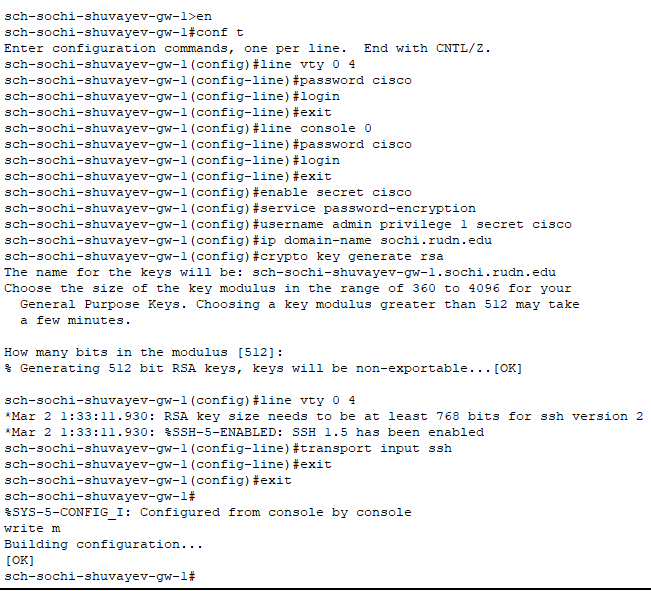 sch-sochi-shuvayev-gw-1>en
sch-sochi-shuvayev-gw-1#conf t
Enter configuration commands, one per line.  End with CNTL/Z.
sch-sochi-shuvayev-gw-1(config)#line vty 0 4
sch-sochi-shuvayev-gw-1(config-line)#password cisco
sch-sochi-shuvayev-gw-1(config-line)#login
sch-sochi-shuvayev-gw-1(config-line)#exit
sch-sochi-shuvayev-gw-1(config)#line console 0
sch-sochi-shuvayev-gw-1(config-line)#password cisco
sch-sochi-shuvayev-gw-1(config-line)#login
sch-sochi-shuvayev-gw-1(config-line)#exit
sch-sochi-shuvayev-gw-1(config)#enable secret cisco
sch-sochi-shuvayev-gw-1(config)#service password-encryption
sch-sochi-shuvayev-gw-1(config)#username admin privilege 1 secret cisco
sch-sochi-shuvayev-gw-1(config)#ip domain-name sochi.rudn.edu
sch-sochi-shuvayev-gw-1(config)#crypto key generate rsa
The name for the keys will be: sch-sochi-shuvayev-gw-1.sochi.rudn.edu
Choose the size of the key modulus in the range of 360 to 4096 for your
  General Purpose Keys. Choosing a key modulus greater than 512 may take
  a few minutes.

How many bits in the modulus [512]:
% Generating 512 bit RSA keys, keys will be non-exportable...[OK]

sch-sochi-shuvayev-gw-1(config)#line vty 0 4
*Mar 2 1:33:11.930: RSA key size needs to be at least 768 bits for ssh version 2
*Mar 2 1:33:11.930: %SSH-5-ENABLED: SSH 1.5 has been enabled
sch-sochi-shuvayev-gw-1(config-line)#transport input ssh
sch-sochi-shuvayev-gw-1(config-line)#exit
sch-sochi-shuvayev-gw-1(config)#exit
sch-sochi-shuvayev-gw-1#
%SYS-5-CONFIG_I: Configured from console by console
write m
Building configuration...
[OK]
sch-sochi-shuvayev-gw-1#